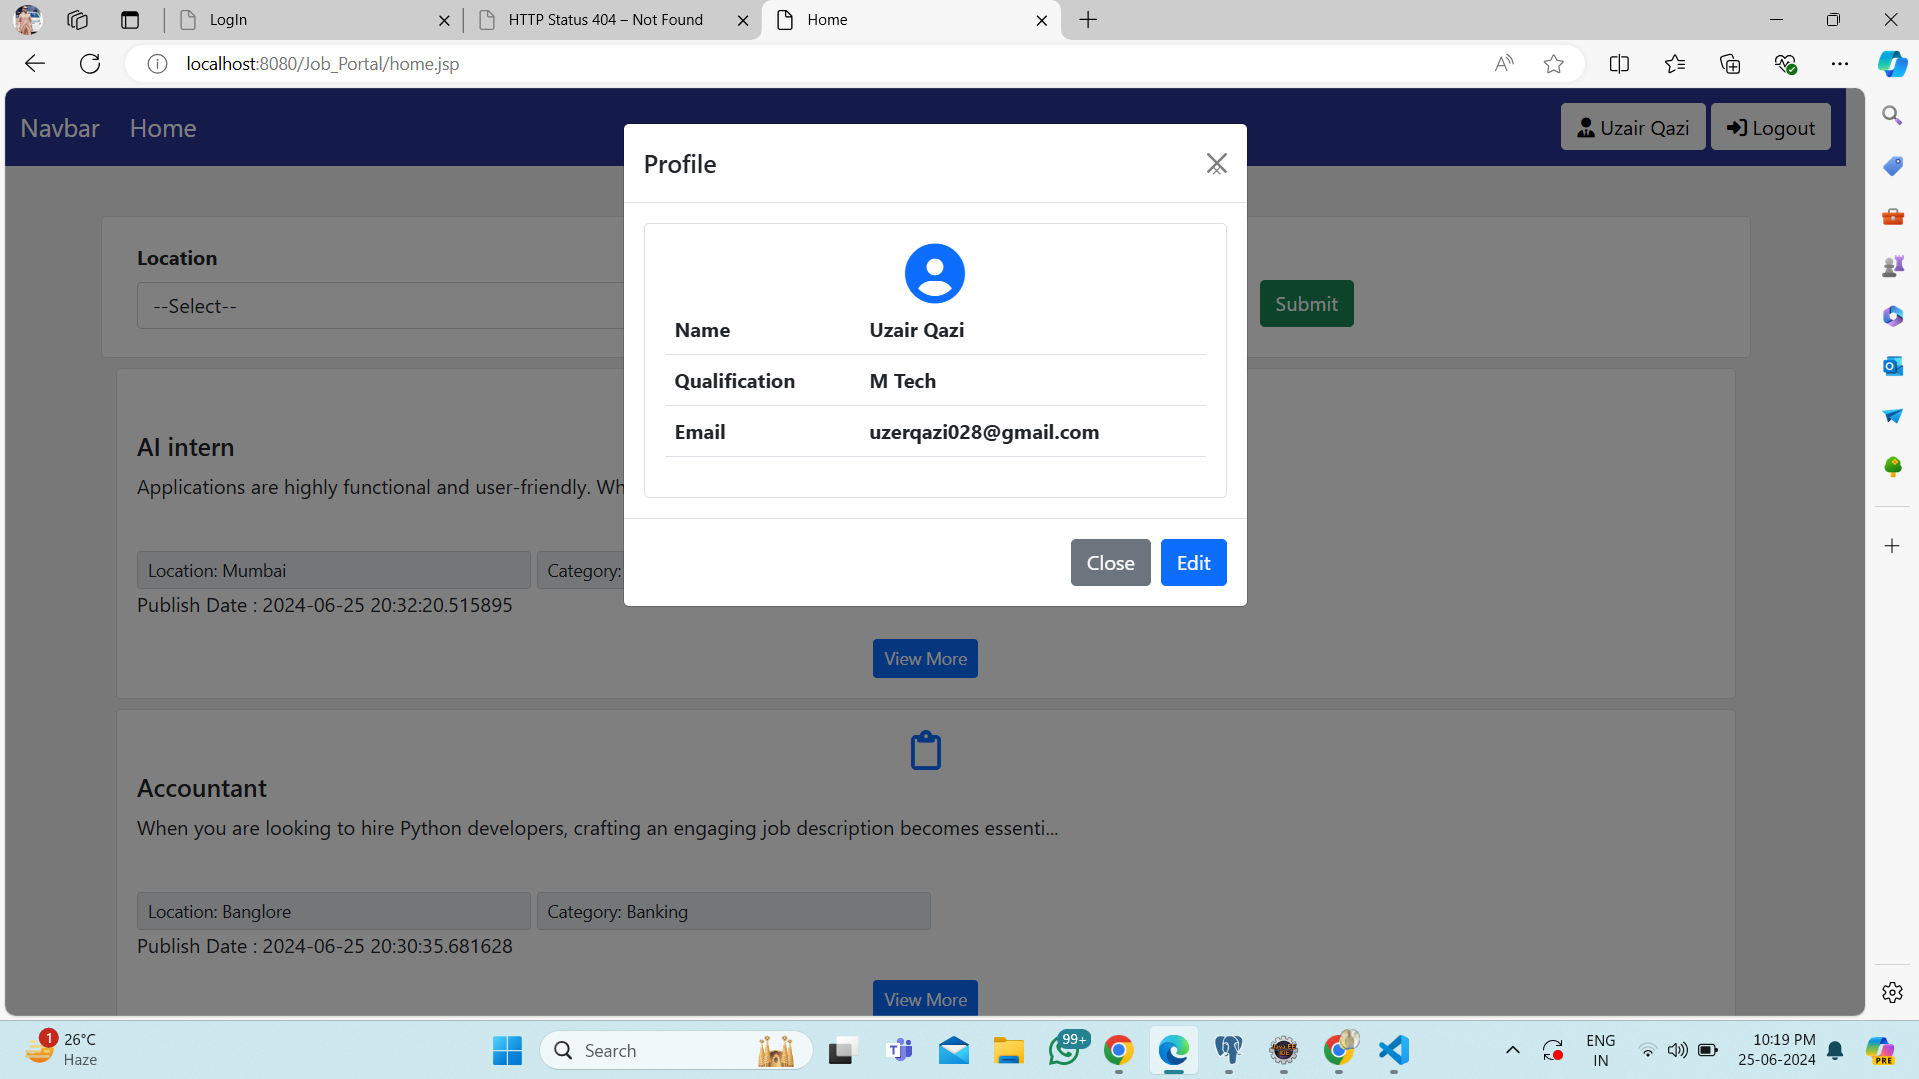 LogIn
HTTP Status 404 – Not Found
Home
localhost:8080/Job_Portal/home.jsp
Navbar
Home
Uzair Qazi
Logout
Profile
Location
--Select--
Submit
Name
Uzair Qazi
Qualification
M Tech
Email
uzerqazi028@gmail.com
Close
Edit
AI intern
Applications are highly functional and user-friendly. Wh
Location: Mumbai
Category:
Publish Date : 2024-06-25 20:32:20.515895
View More
Accountant
When you are looking to hire Python developers, crafting an engaging job description becomes essenti...
Location: Banglore
Category: Banking
Publish Date : 2024-06-25 20:30:35.681628
View More
1
26°C
Haze
Search
99+
ENG
IN
10:19 PM
25-06-2024
PRE